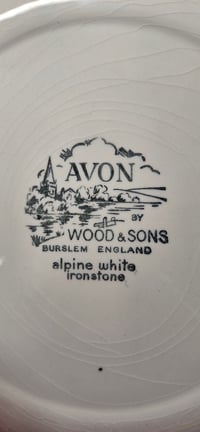 AVON
BY
WOOD & SONS
BURSLEM ENGLAND
alpine white
ironstone